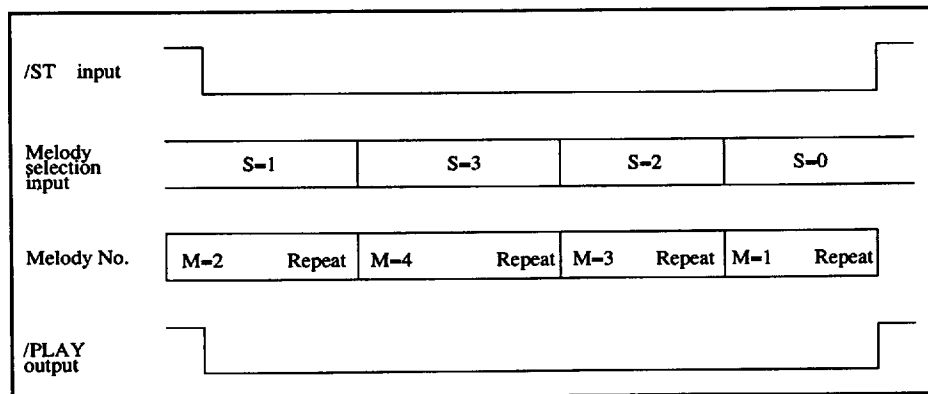 /ST input
Melody
selection
input
S=1 S=3 S=2 S=0
Melody No.
M=2 Repeat M=4 Repeat M=3 Repeat M=1 Repeat
/PLAY
output